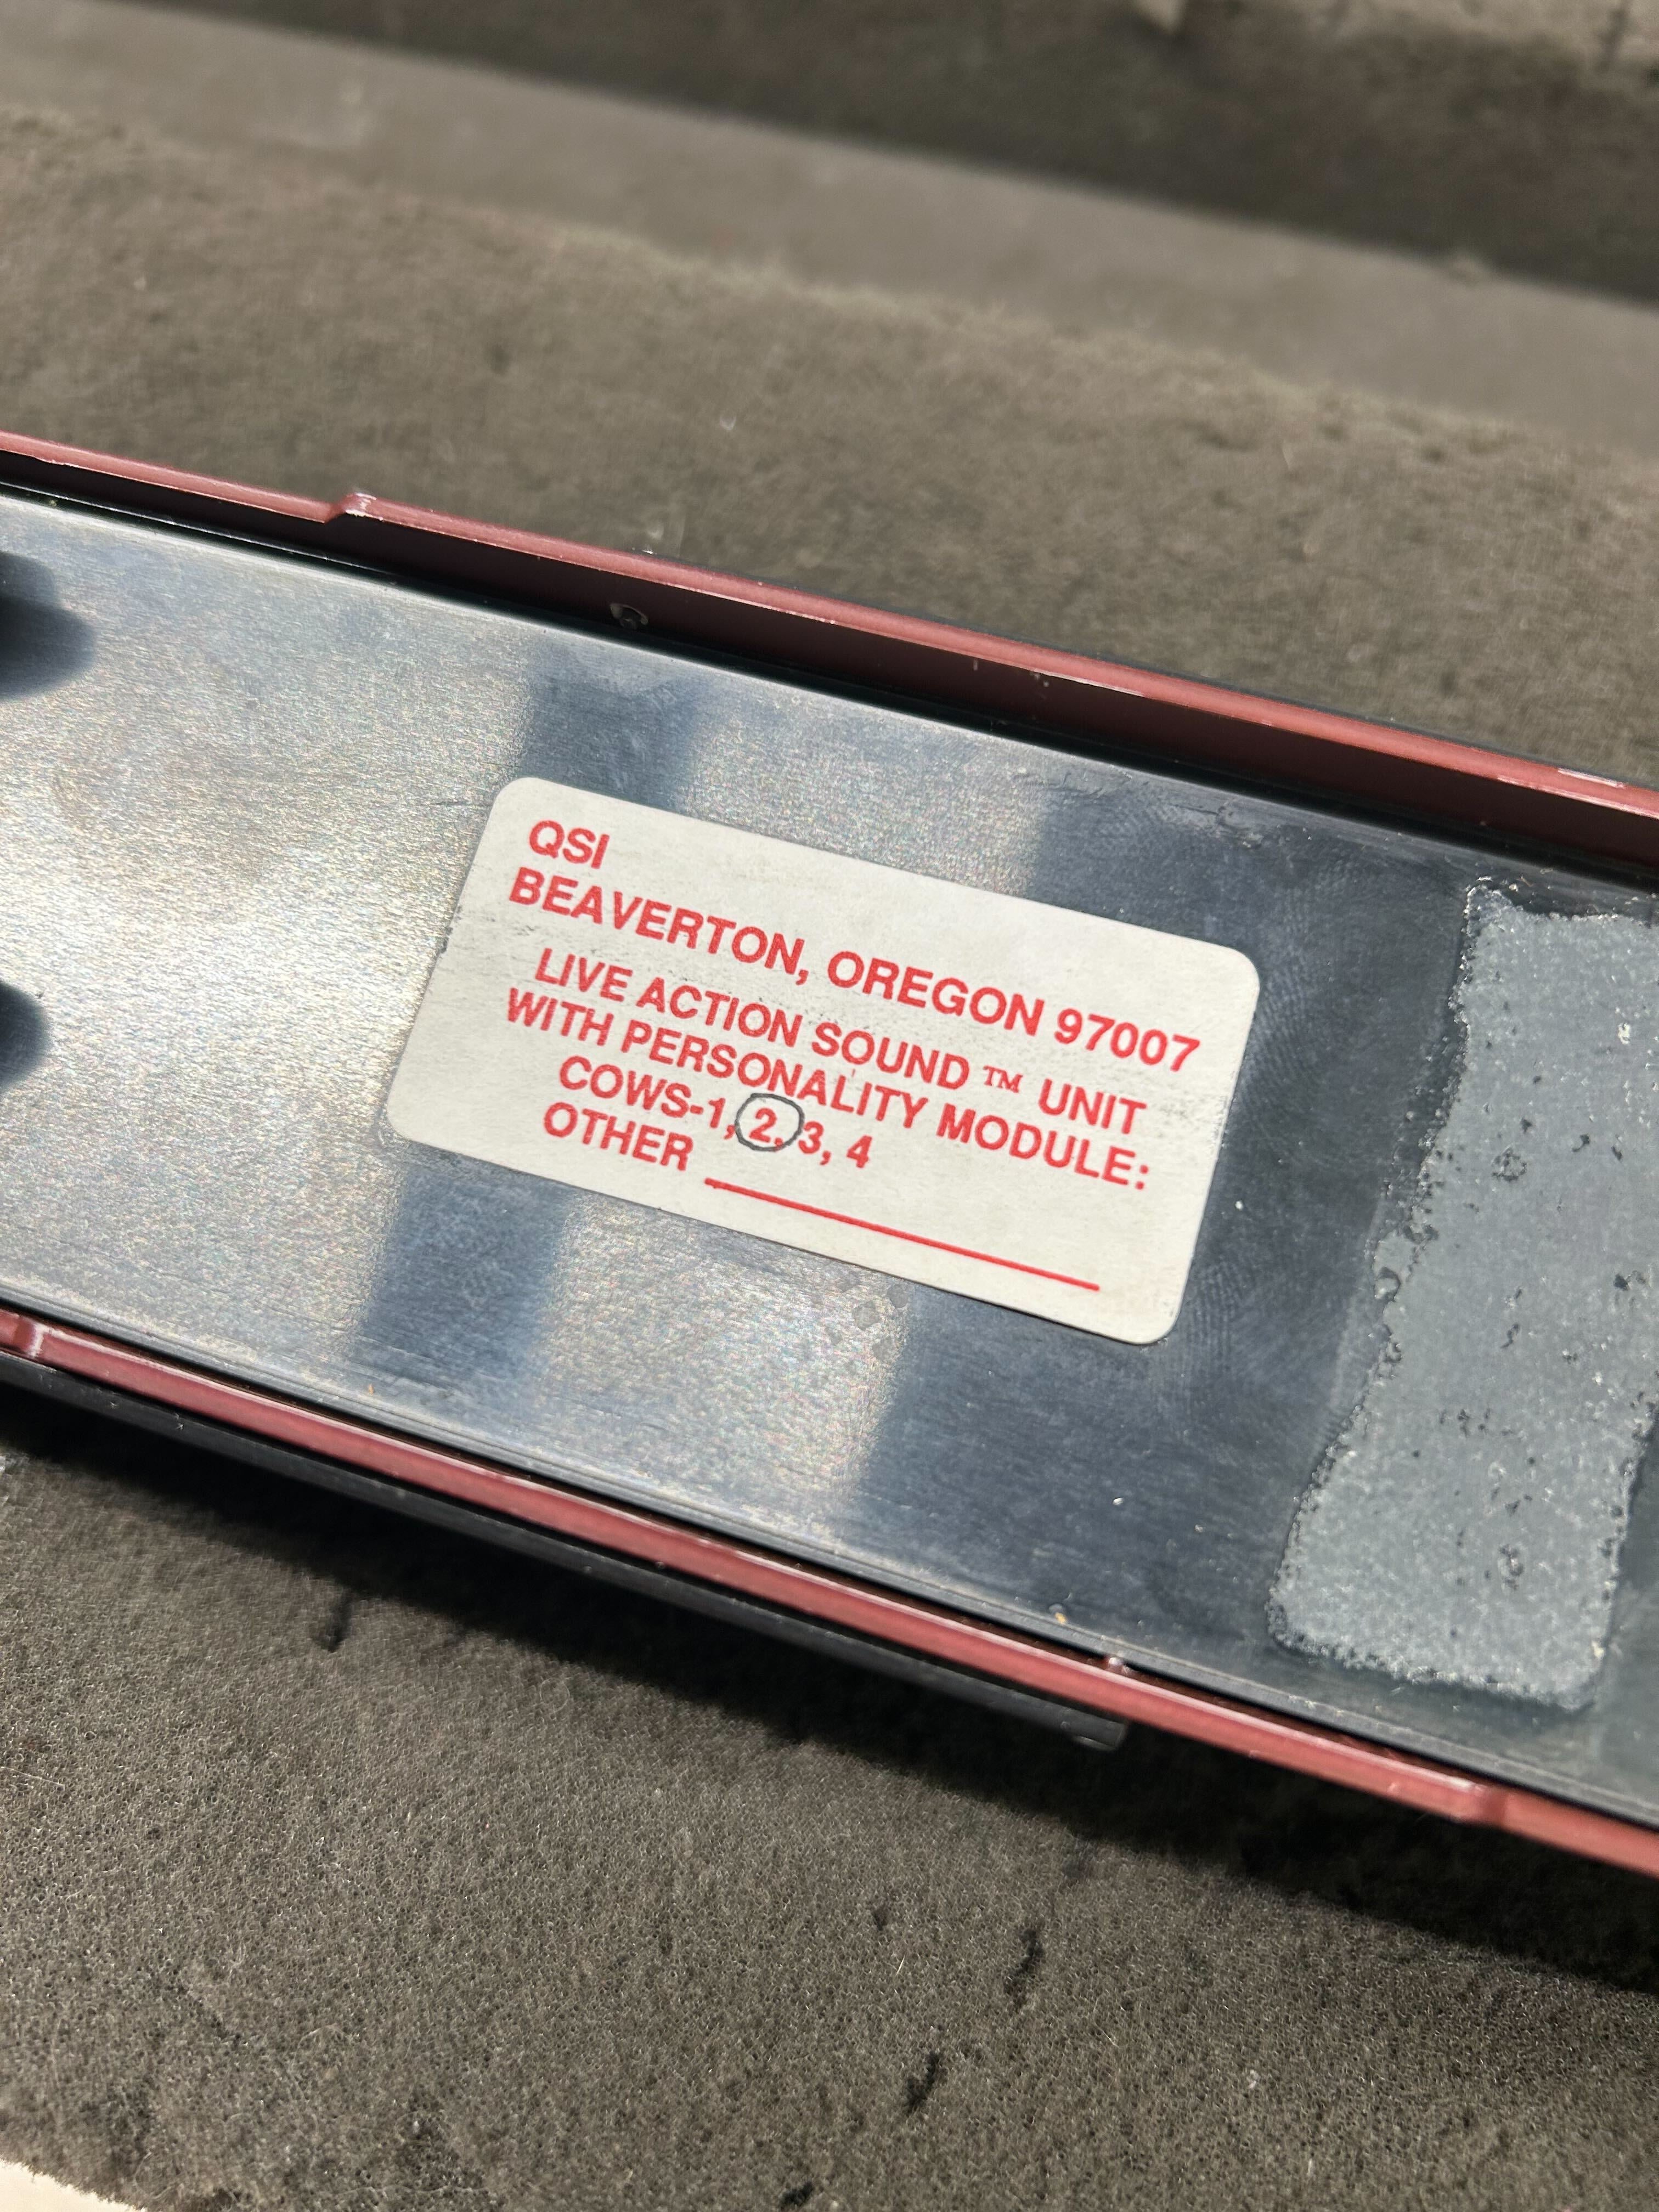 QSI
BEAVERTON, OREGON 97007
LIVE ACTION SOUND ™ UNIT
WITH PERSONALITY MODULE:
COWS-1, 2, 3, 4
OTHER